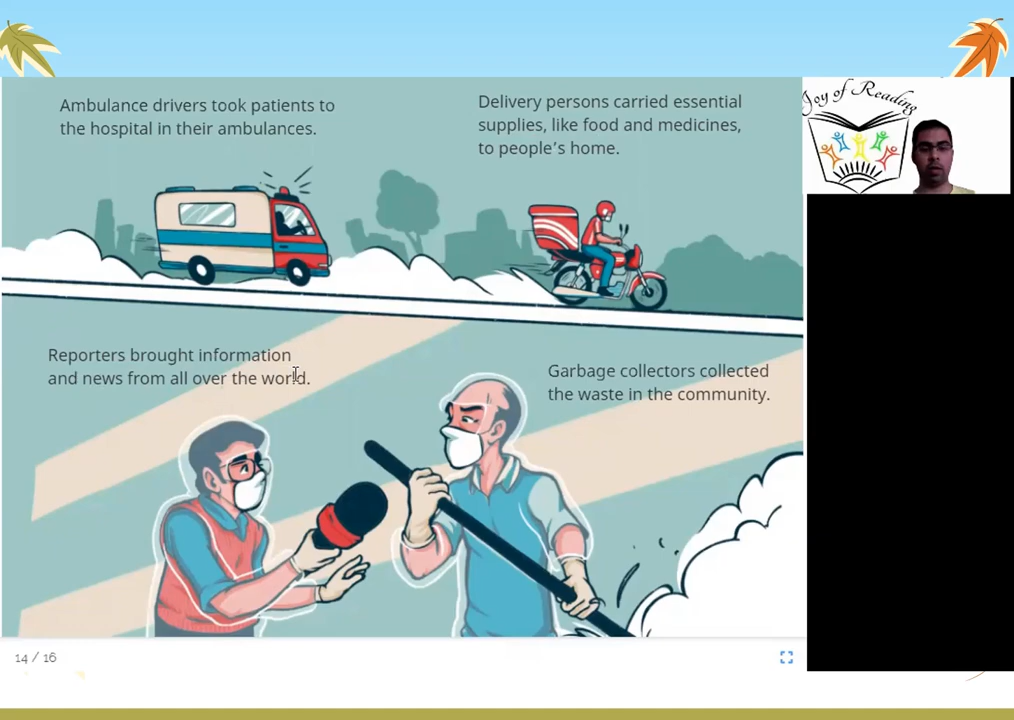 Joy of Reading
Ambulance drivers took patients to
the hospital in their ambulances.
Delivery persons carried essential
supplies, like food and medicines,
to people's home.
Reporters brought information
and news from all over the world.
Garbage collectors collected
the waste in the community.
14 / 16